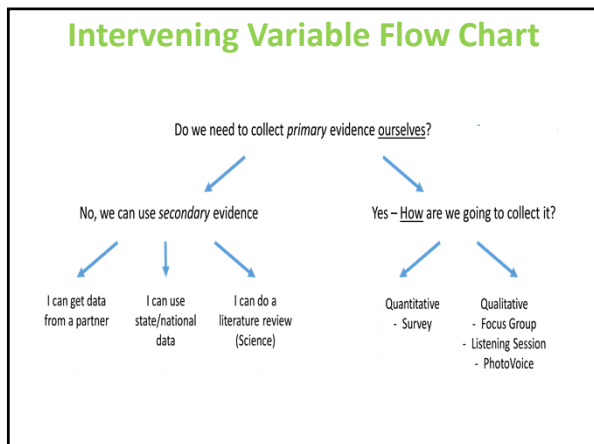 Intervening Variable Flow Chart
Do we need to collect primary evidence ourselves?
No, we can use secondary evidence
Yes – How are we going to collect it?
I can get data
from a partner
I can use
state/national
data
I can do a
literature review
(Science)
Quantitative
- Survey
Qualitative
- Focus Group
- Listening Session
- PhotoVoice